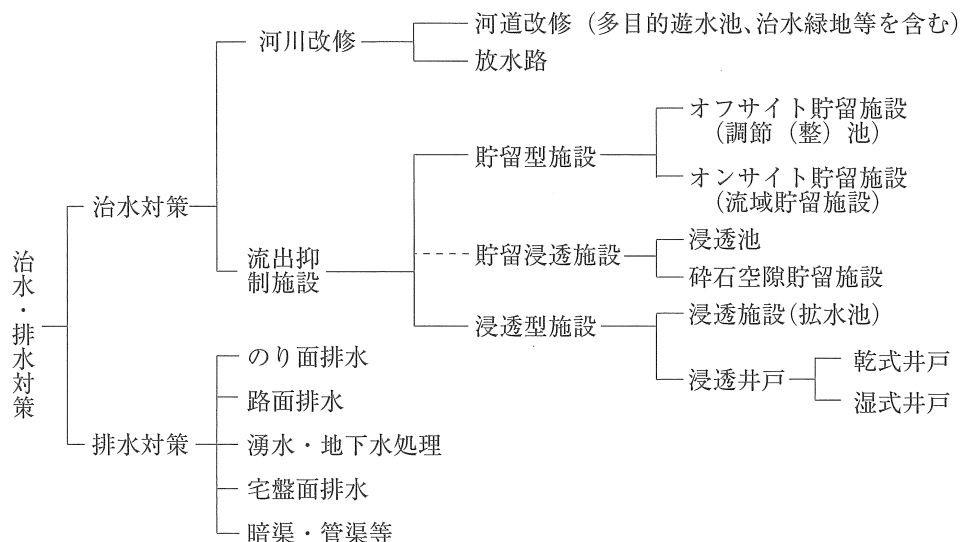 治水・排水対策
治水対策
河川改修
河道改修（多目的遊水池、治水緑地等を含む）
放水路
流出抑
制施設
貯留型施設
オフサイト貯留施設
（調節（整）池）
オンサイト貯留施設
（流域貯留施設）
貯留浸透施設
浸透池
砕石空隙貯留施設
浸透型施設
浸透施設（拡水池）
浸透井戸
乾式井戸
湿式井戸
排水対策
のり面排水
路面排水
湧水・地下水処理
宅盤面排水
暗渠・管渠等